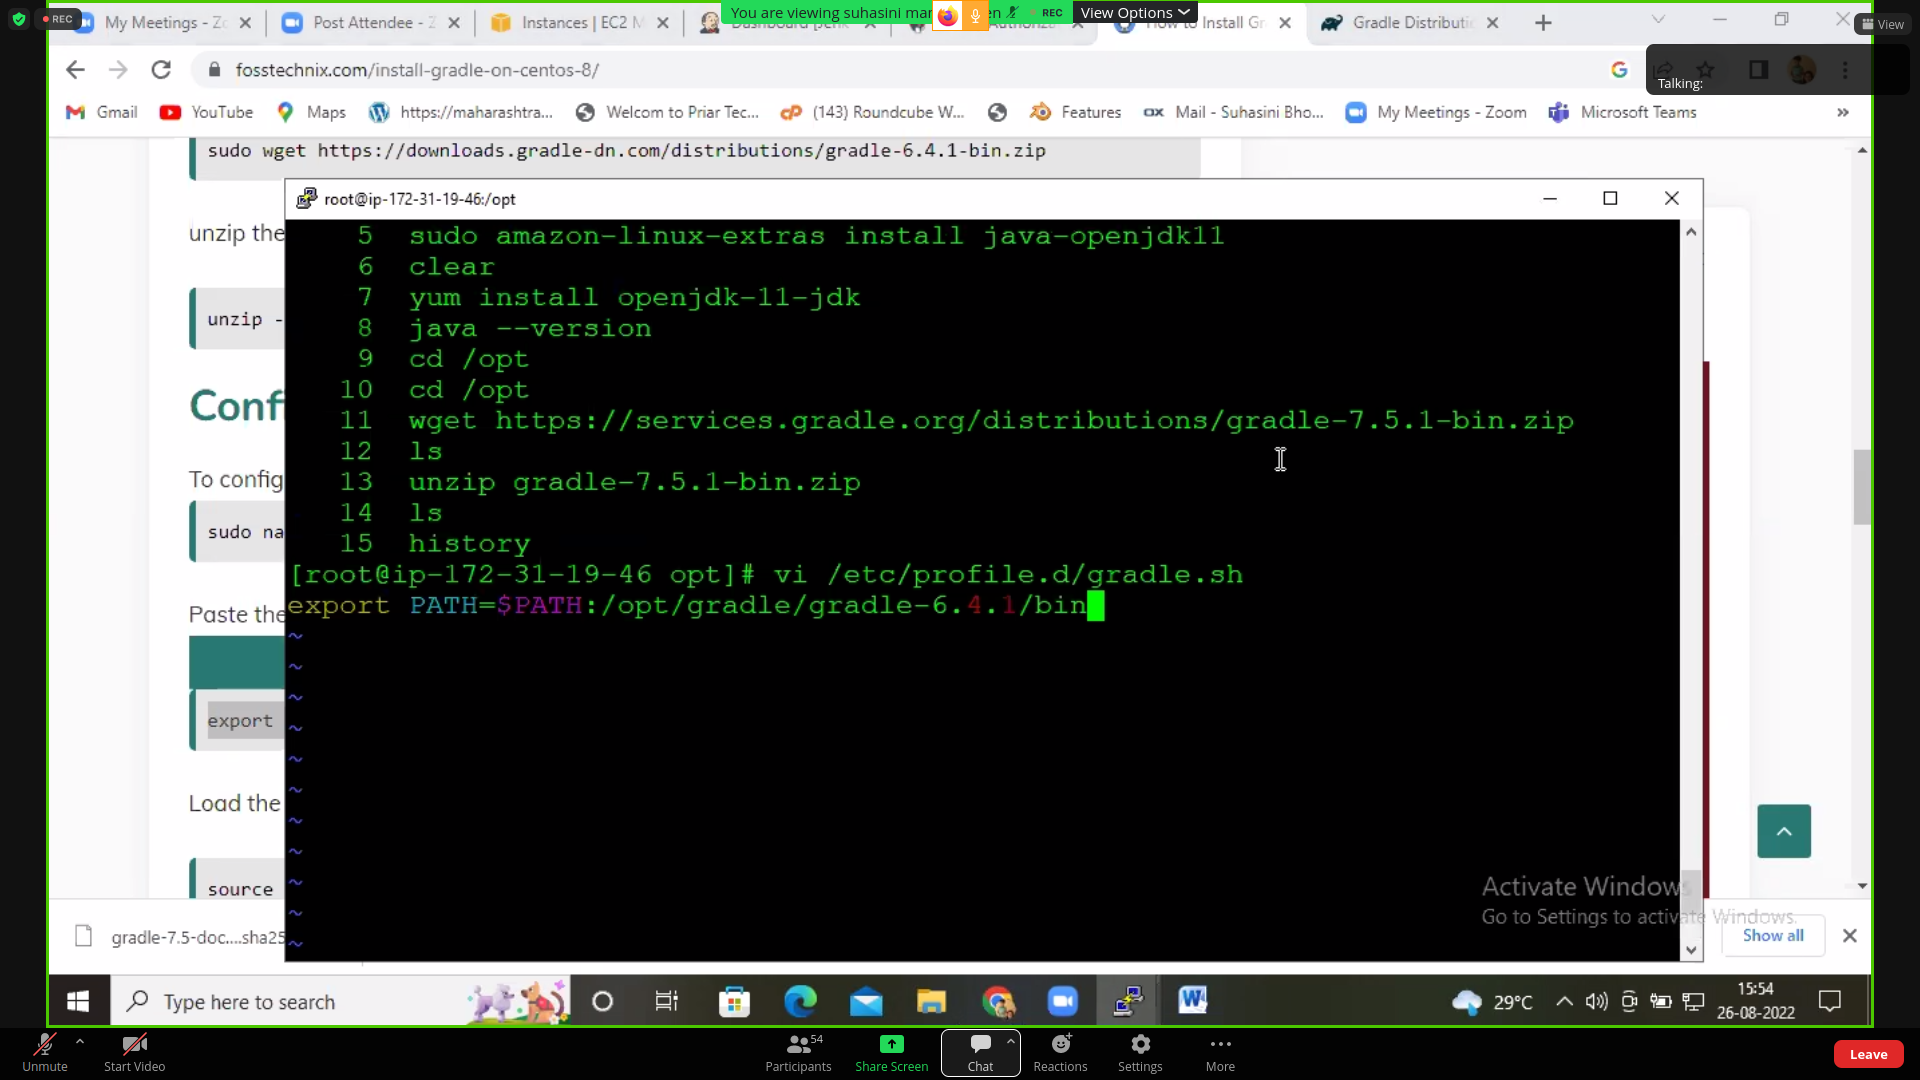 REC
You are viewing suhasini mar
en
REC
View Options
View
My Meetings - Zo
Post Attendee - Z
Instances | EC2 M
How to Install Gr
Gradle Distributi
fosstechnix.com/install-gradle-on-centos-8/
Talking:
Gmail
YouTube
Maps
https://maharashtra...
Welcom to Priar Tec...
(143) Roundcube W...
Features
Mail - Suhasini Bho...
My Meetings - Zoom
Microsoft Teams
sudo wget https://downloads.gradle-dn.com/distributions/gradle-6.4.1-bin.zip
root@ip-172-31-19-46:/opt
unzip the
5 sudo amazon-linux-extras install java-openjdk11
6 clear
7 yum install openjdk-11-jdk
unzip -
8 java --version
9 cd /opt
10 cd /opt
Conf
11 wget https://services.gradle.org/distributions/gradle-7.5.1-bin.zip
12 ls
To config
13 unzip gradle-7.5.1-bin.zip
14 ls
sudo na
15 history
[root@ip-172-31-19-46 opt]# vi /etc/profile.d/gradle.sh
export PATH=$PATH:/opt/gradle/gradle-6.4.1/bin
Paste the
~
~
~
export
~
~
~
Load the
~
~
source
~
~
~
Activate Windows
Go to Settings to activate Windows.
gradle-7.5-doc....sha25
Show all
Type here to search
29°C
15:54
26-08-2022
Unmute
Start Video
54
Participants
Share Screen
Chat
Reactions
Settings
More
Leave